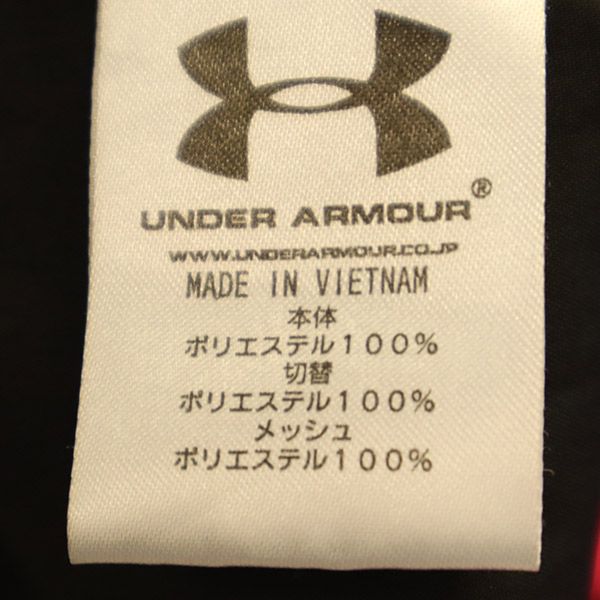 UNDER ARMOUR®
WWW.UNDERARMOUR.CO.JP
MADE IN VIETNAM
本体
ポリエステル100%
切替
ポリエステル100%
メッシュ
ポリエステル100%